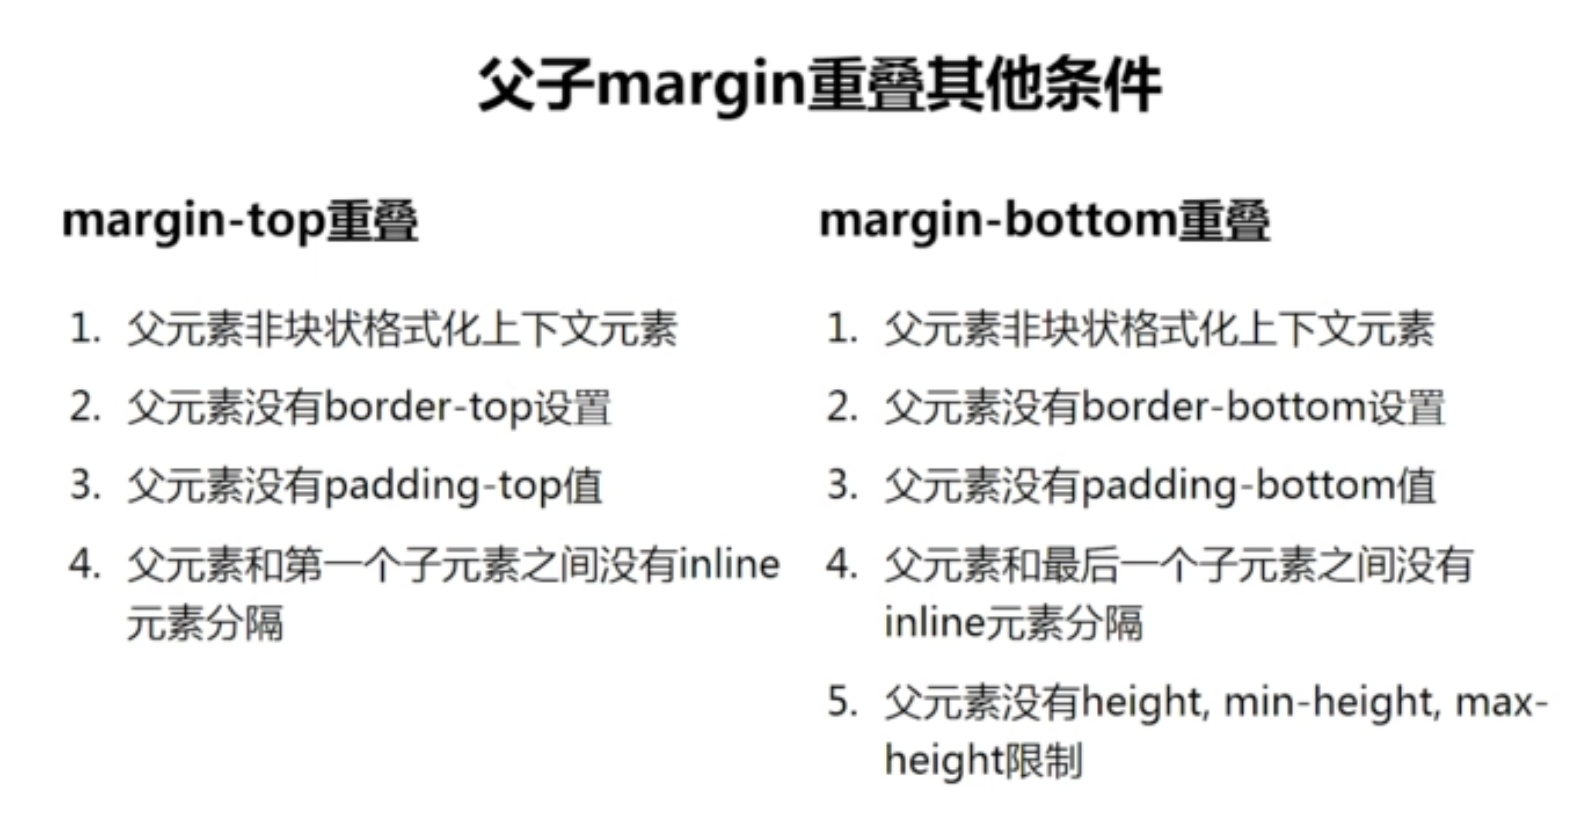 父子margin重叠其他条件
margin-top重叠
1. 父元素非块状格式化上下文元素
2. 父元素没有border-top设置
3. 父元素没有padding-top值
4. 父元素和第一个子元素之间没有inline
元素分隔
margin-bottom重叠
1. 父元素非块状格式化上下文元素
2. 父元素没有border-bottom设置
3. 父元素没有padding-bottom值
4. 父元素和最后一个子元素之间没有
inline元素分隔
5. 父元素没有height, min-height, max-
height限制